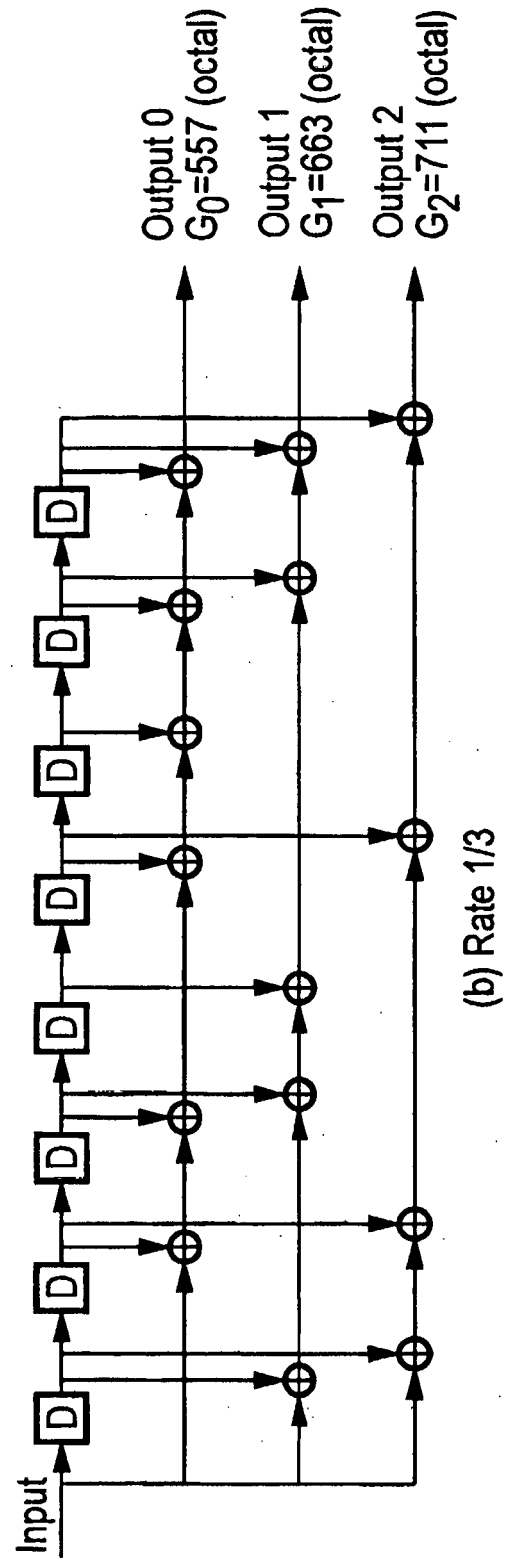 Input
D
D
D
D
D
D
D
D
Output 0
G₀=557 (octal)
Output 1
G₁=663 (octal)
Output 2
G₂=711 (octal)
(b) Rate 1/3